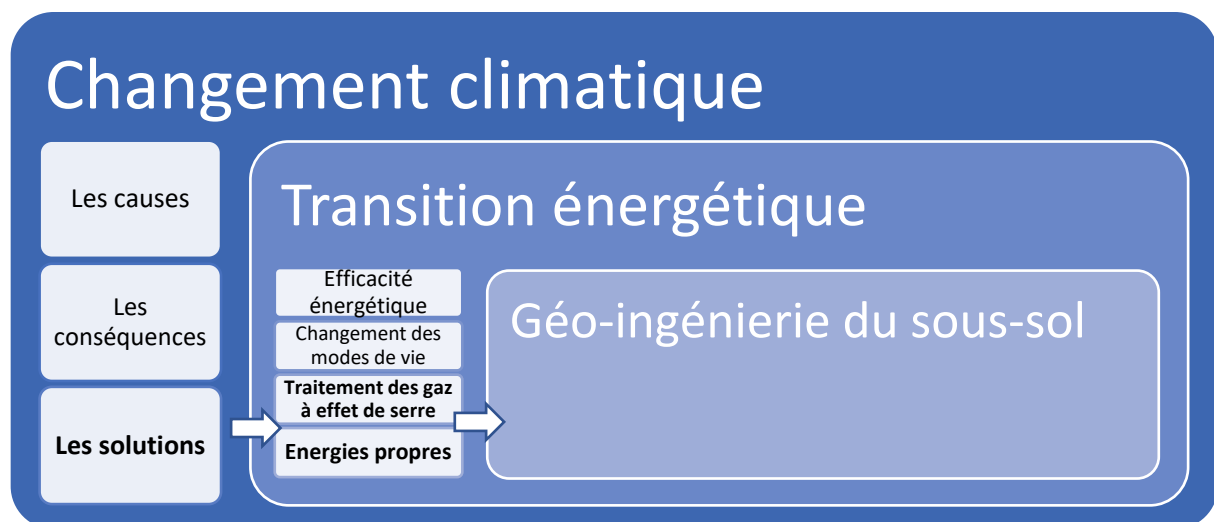 Changement climatique
Les causes
Les
conséquences
Les solutions
Transition énergétique
Efficacité
énergétique
Changement des
modes de vie
Traitement des gaz
à effet de serre
Energies propres
Géo-ingénierie du sous-sol